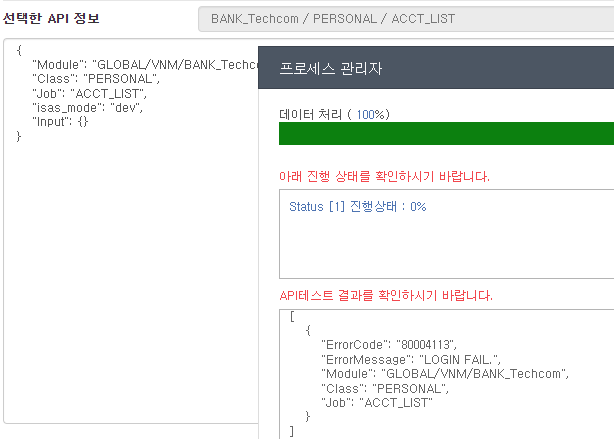 선택한 API 정보
BANK_Techcom / PERSONAL / ACCT_LIST
{
"Module": "GLOBAL/VNM/BANK_Techco
"Class": "PERSONAL",
"Job": "ACCT_LIST",
"isas_mode": "dev",
"Input": {}
}
프로세스 관리자
데이터 처리 ( 100%)
아래 진행 상태를 확인하시기 바랍니다.
Status [1] 진행상태 : 0%
API테스트 결과를 확인하시기 바랍니다.
[
{
"ErrorCode": "80004113",
"ErrorMessage": "LOGIN FAIL.",
"Module": "GLOBAL/VNM/BANK_Techcom",
"Class": "PERSONAL",
"Job": "ACCT_LIST"
}
]